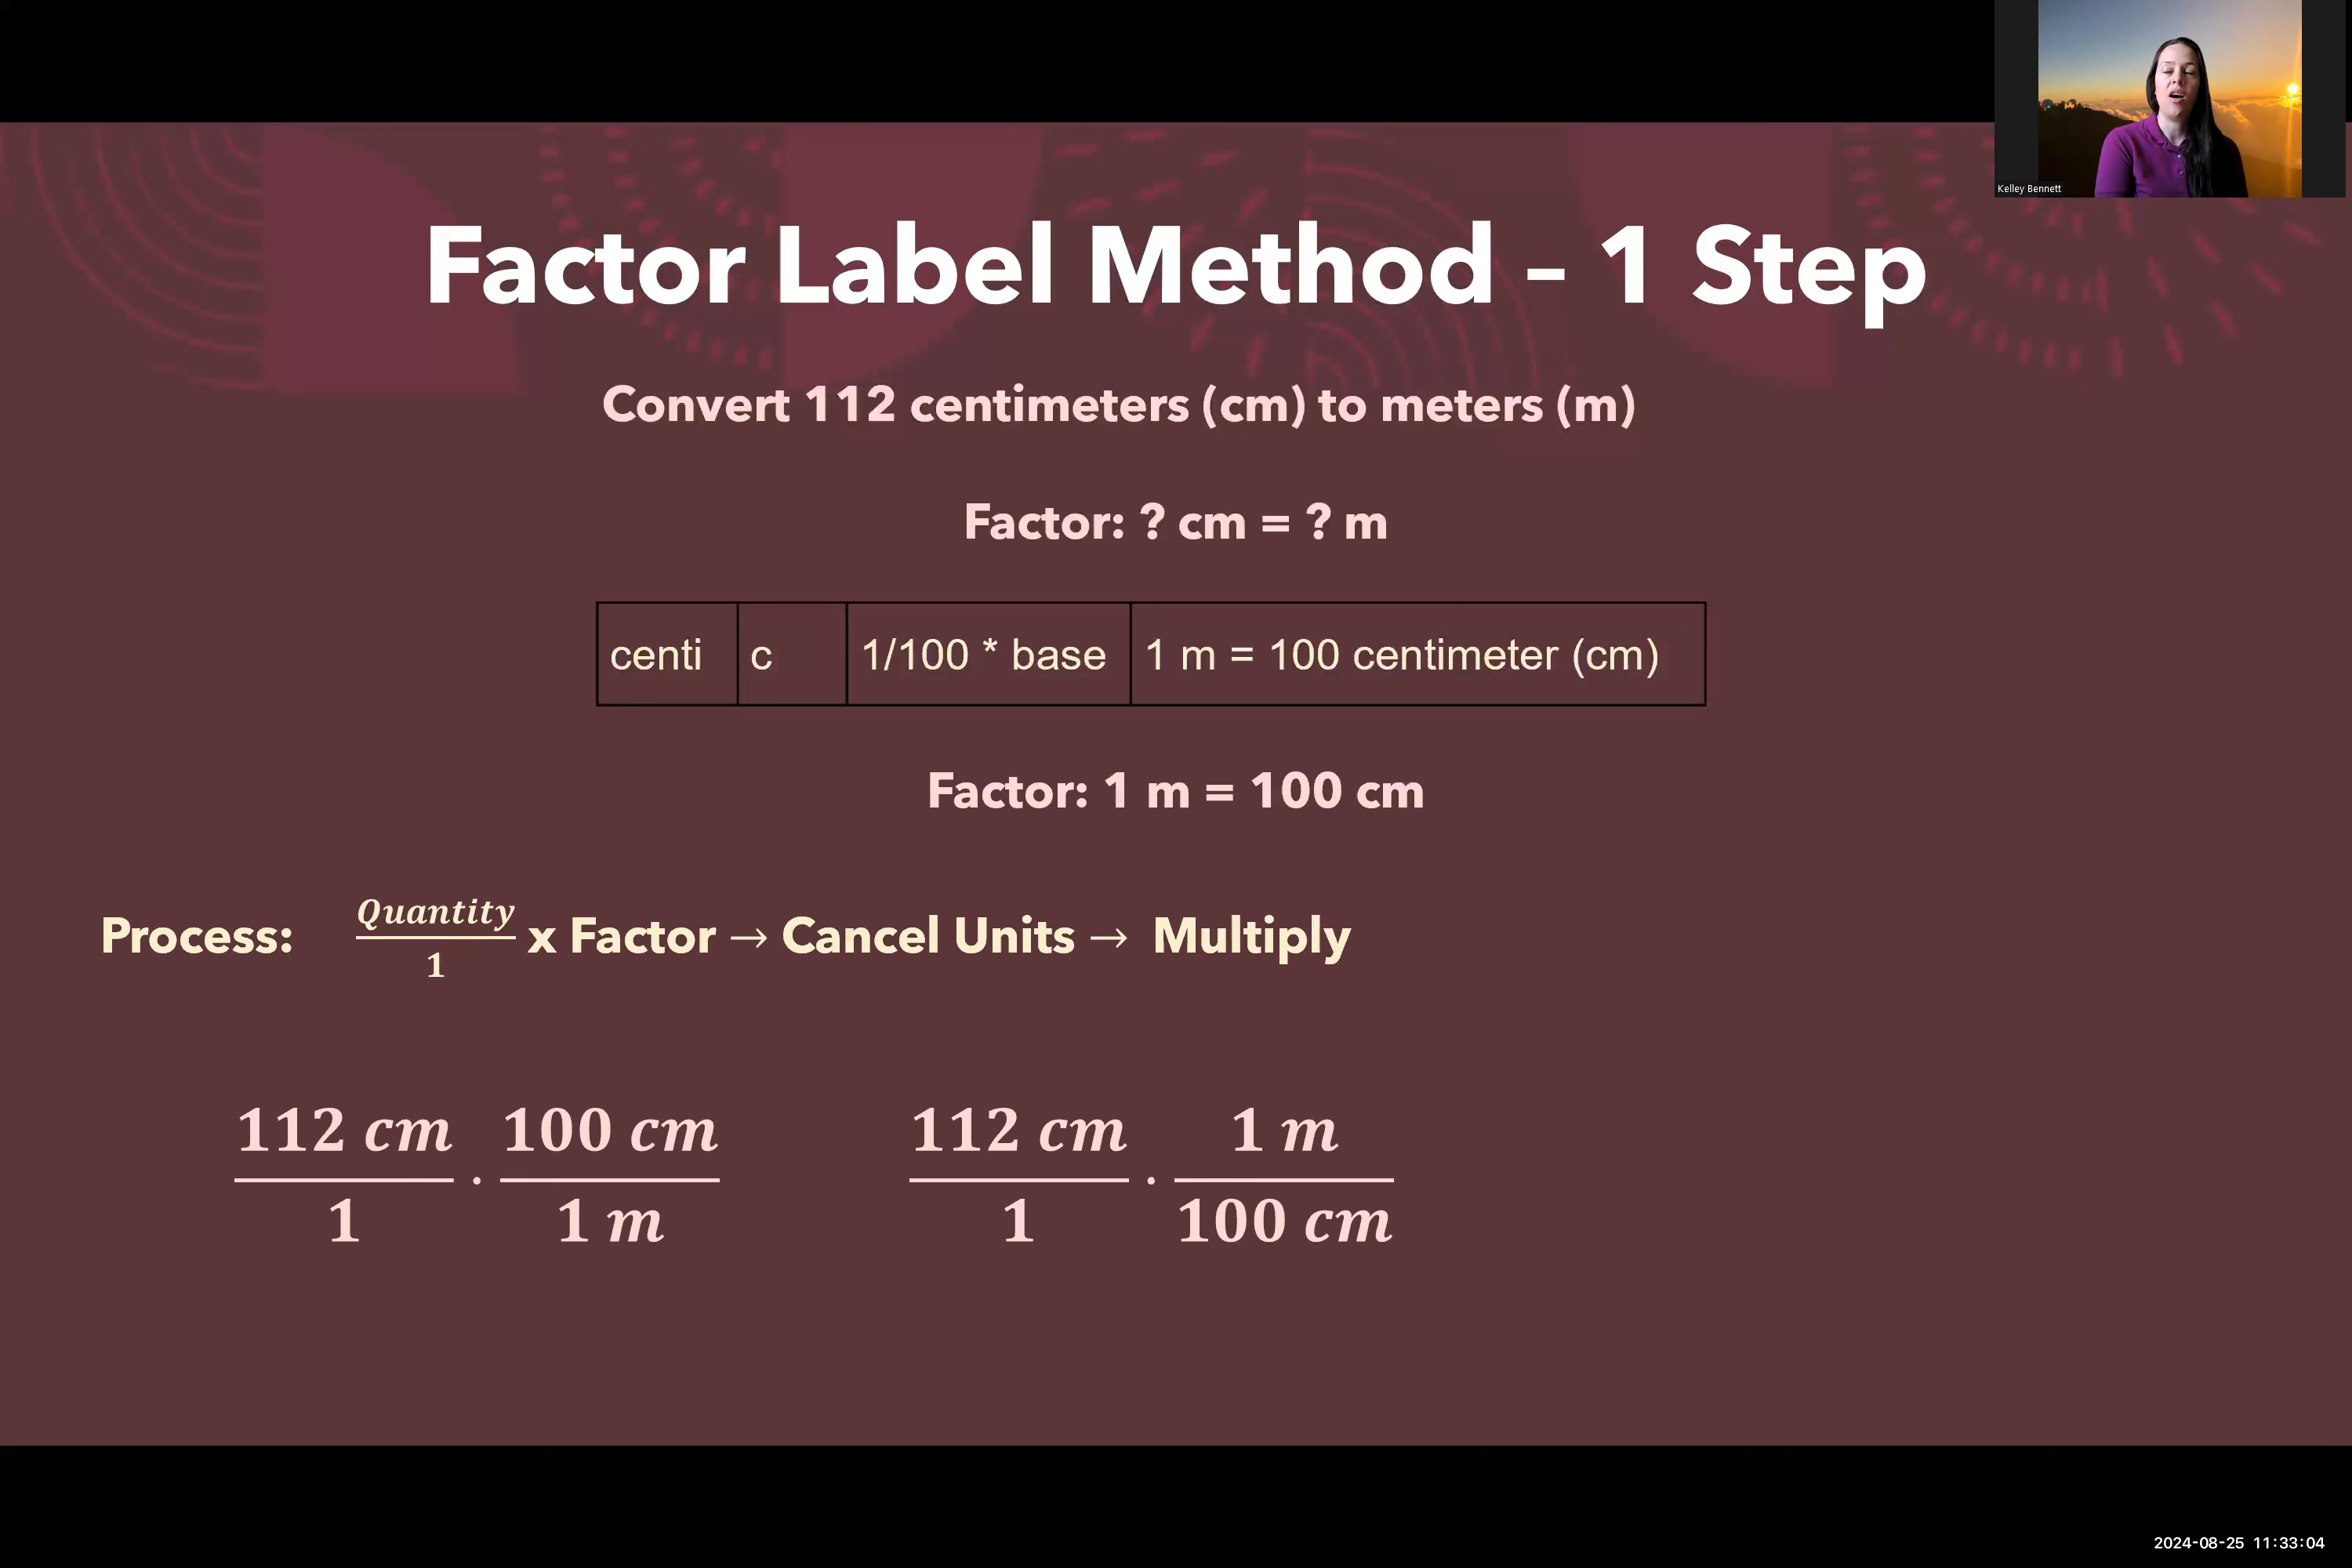 Kelley Bennett
Factor Label Method – 1 Step
Convert 112 centimeters (cm) to meters (m)
Factor: ? cm = ? m
centi c 1/100 * base 1 m = 100 centimeter (cm)
Factor: 1 m = 100 cm
Process: Quantity/1 x Factor → Cancel Units → Multiply
112 cm/1 · 100 cm/1 m 112 cm/1 · 1 m/100 cm
2024-08-25 11:33:04